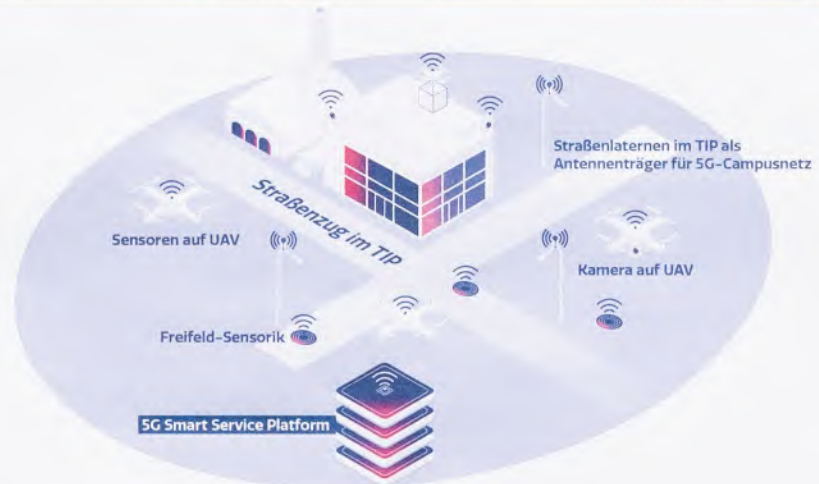 Straßenlaternen im TIP als
Antennenträger für 5G-Campusnetz
Straßenzug im TIP
Sensoren auf UAV
Kamera auf UAV
Freifeld-Sensorik
5G Smart Service Platform